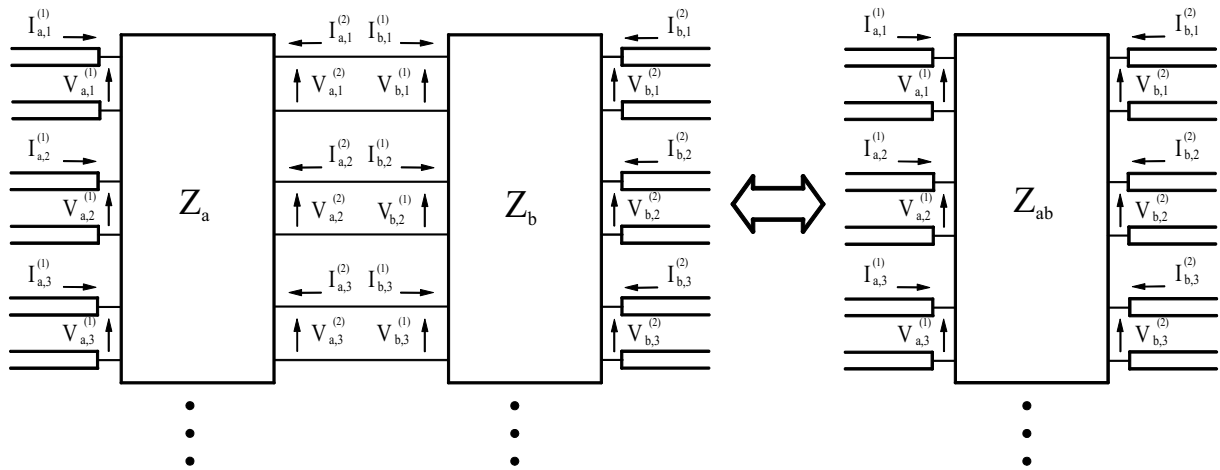 I_{a,1}^{(1)} I_{a,1}^{(2)} I_{b,1}^{(1)} I_{b,1}^{(2)} I_{a,1}^{(1)} I_{b,1}^{(2)}
V_{a,1}^{(1)} V_{a,1}^{(2)} V_{b,1}^{(1)} V_{b,1}^{(2)} V_{a,1}^{(1)} V_{b,1}^{(2)}
I_{a,2}^{(1)} I_{a,2}^{(2)} I_{b,2}^{(1)} I_{b,2}^{(2)} I_{a,2}^{(1)} I_{b,2}^{(2)}
Z_a Z_b Z_{ab}
V_{a,2}^{(1)} V_{a,2}^{(2)} V_{b,2}^{(1)} V_{b,2}^{(2)} V_{a,2}^{(1)} V_{b,2}^{(2)}
I_{a,3}^{(1)} I_{a,3}^{(2)} I_{b,3}^{(1)} I_{b,3}^{(2)} I_{a,3}^{(1)} I_{b,3}^{(2)}
V_{a,3}^{(1)} V_{a,3}^{(2)} V_{b,3}^{(1)} V_{b,3}^{(2)} V_{a,3}^{(1)} V_{b,3}^{(2)}